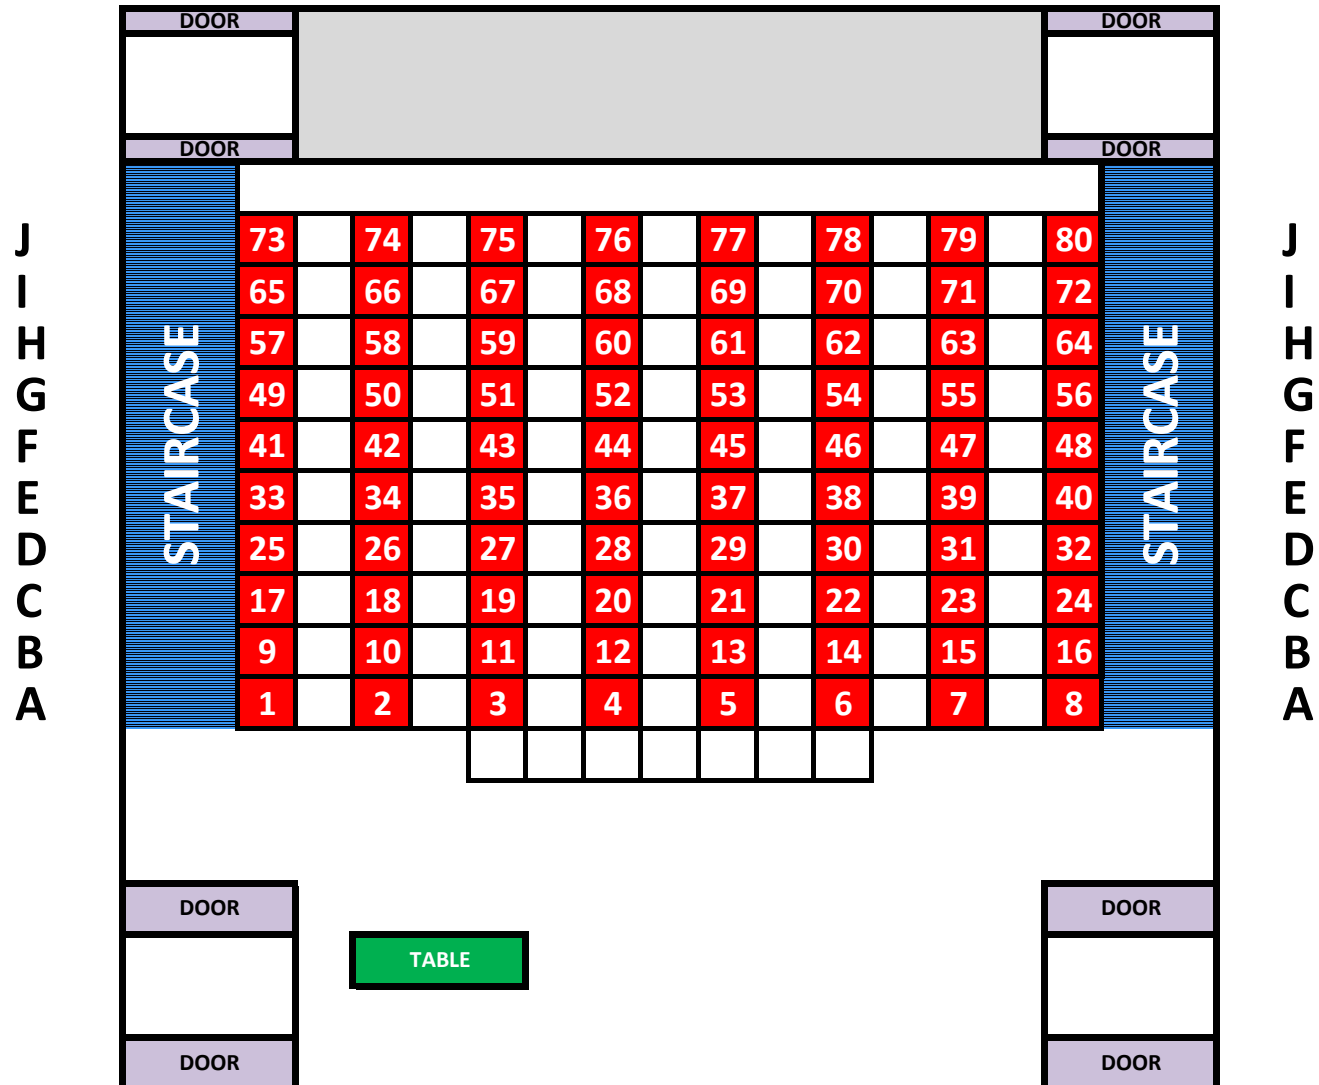 DOOR DOOR
DOOR DOOR
J 73 74 75 76 77 78 79 80 J
I 65 66 67 68 69 70 71 72 I
H 57 58 59 60 61 62 63 64 H
G 49 50 51 52 53 54 55 56 G
F 41 42 43 44 45 46 47 48 F
E 33 34 35 36 37 38 39 40 E
D 25 26 27 28 29 30 31 32 D
C 17 18 19 20 21 22 23 24 C
B 9 10 11 12 13 14 15 16 B
A 1 2 3 4 5 6 7 8 A
STAIRCASE
STAIRCASE
DOOR DOOR
TABLE
DOOR DOOR